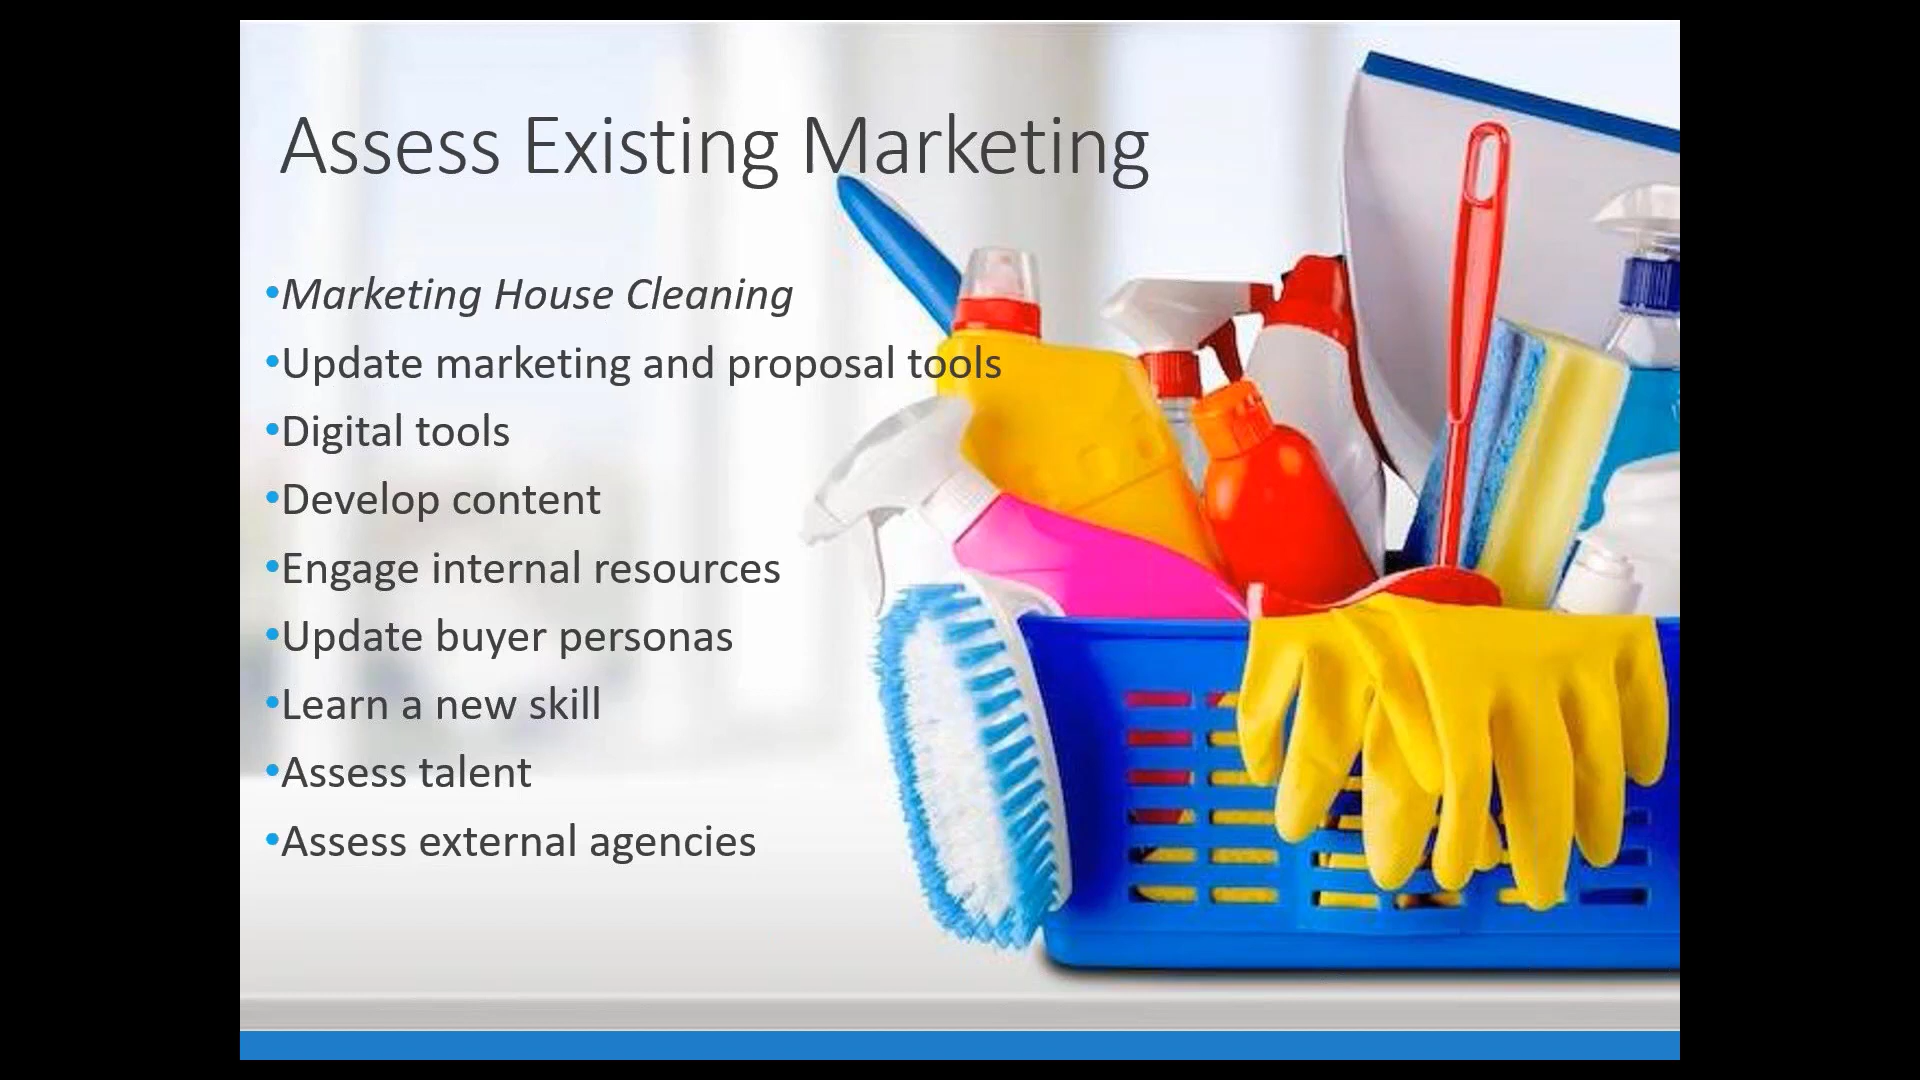 Assess Existing Marketing
•Marketing House Cleaning
•Update marketing and proposal tools
•Digital tools
•Develop content
•Engage internal resources
•Update buyer personas
•Learn a new skill
•Assess talent
•Assess external agencies